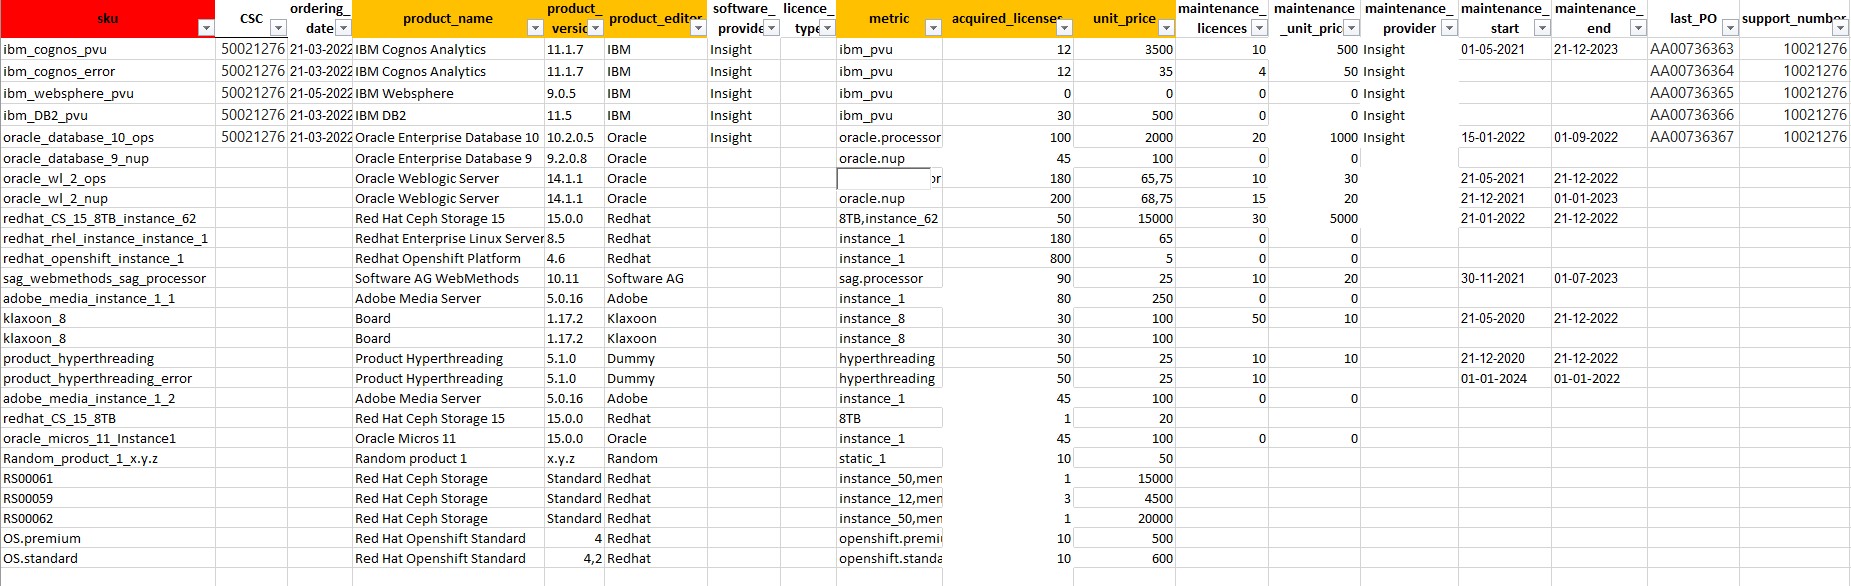 sku CSC ordering_date product_name product_versic product_editor software_provide licence_type metric acquired_licenses unit_price maintenance_licences maintenance_unit_pric maintenance_provider maintenance_start maintenance_end last_PO support_number
ibm_cognos_pvu 50021276 21-03-2022 IBM Cognos Analytics 11.1.7 IBM Insight ibm_pvu 12 3500 10 500 Insight 01-05-2021 21-12-2023 AA00736363 10021276
ibm_cognos_error 50021276 21-03-2022 IBM Cognos Analytics 11.1.7 IBM Insight ibm_pvu 12 35 4 50 Insight AA00736364 10021276
ibm_websphere_pvu 50021276 21-05-2022 IBM Websphere 9.0.5 IBM Insight ibm_pvu 0 0 0 0 Insight AA00736365 10021276
ibm_DB2_pvu 50021276 21-03-2022 IBM DB2 11.5 IBM Insight ibm_pvu 30 500 0 0 Insight AA00736366 10021276
oracle_database_10_ops 50021276 21-03-2022 Oracle Enterprise Database 10 10.2.0.5 Oracle Insight oracle.processor 100 2000 20 1000 Insight 15-01-2022 01-09-2022 AA00736367 10021276
oracle_database_9_nup Oracle Enterprise Database 9 9.2.0.8 Oracle oracle.nup 45 100 0 0
oracle_wl_2_ops Oracle Weblogic Server 14.1.1 Oracle or 180 65,75 10 30 21-05-2021 21-12-2022
oracle_wl_2_nup Oracle Weblogic Server 14.1.1 Oracle oracle.nup 200 68,75 15 20 21-12-2021 01-01-2023
redhat_CS_15_8TB_instance_62 Red Hat Ceph Storage 15 15.0.0 Redhat 8TB,instance_62 50 15000 30 5000 21-01-2022 21-12-2022
redhat_rhel_instance_instance_1 Redhat Enterprise Linux Server 8.5 Redhat instance_1 180 65 0 0
redhat_openshift_instance_1 Redhat Openshift Platform 4.6 Redhat instance_1 800 5 0 0
sag_webmethods_sag_processor Software AG WebMethods 10.11 Software AG sag.processor 90 25 10 20 30-11-2021 01-07-2023
adobe_media_instance_1_1 Adobe Media Server 5.0.16 Adobe instance_1 80 250 0 0
klaxoon_8 Board 1.17.2 Klaxoon instance_8 30 100 50 10 21-05-2020 21-12-2022
klaxoon_8 Board 1.17.2 Klaxoon instance_8 30 100
product_hyperthreading Product Hyperthreading 5.1.0 Dummy hyperthreading 50 25 10 10 21-12-2020 21-12-2022
product_hyperthreading_error Product Hyperthreading 5.1.0 Dummy hyperthreading 50 25 10 01-01-2024 01-01-2022
adobe_media_instance_1_2 Adobe Media Server 5.0.16 Adobe instance_1 45 100 0 0
redhat_CS_15_8TB Red Hat Ceph Storage 15 15.0.0 Redhat 8TB 1 20
oracle_micros_11_Instance1 Oracle Micros 11 15.0.0 Oracle instance_1 45 100 0 0
Random_product_1_x.y.z Random product 1 x.y.z Random static_1 10 50
RS00061 Red Hat Ceph Storage Standard Redhat instance_50,men 1 15000
RS00059 Red Hat Ceph Storage Standard Redhat instance_12,men 3 4500
RS00062 Red Hat Ceph Storage Standard Redhat instance_50,men 1 20000
OS.premium Red Hat Openshift Standard 4 Redhat openshift.premi 10 500
OS.standard Red Hat Openshift Standard 4,2 Redhat openshift.standa 10 600